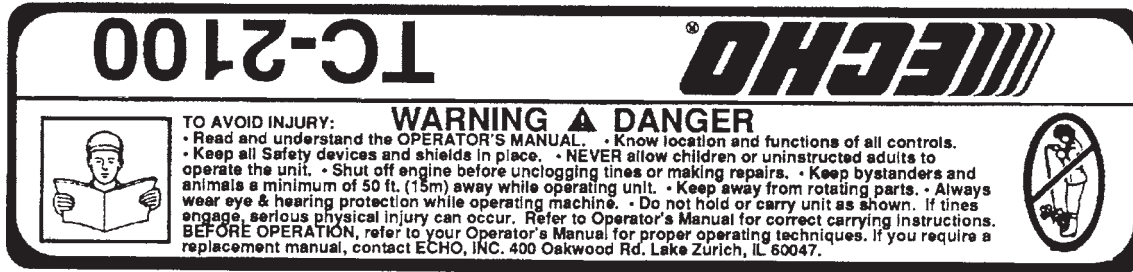 TC-2100
ECHO®
WARNING ⚠ DANGER
TO AVOID INJURY:
• Read and understand the OPERATOR'S MANUAL. • Know location and functions of all controls.
• Keep all Safety devices and shields in place. • NEVER allow children or uninstructed adults to
operate the unit. • Shut off engine before unclogging tines or making repairs. • Keep bystanders and
animals a minimum of 50 ft. (15m) away while operating unit. • Keep away from rotating parts. • Always
wear eye & hearing protection while operating machine. • Do not hold or carry unit as shown. If tines
engage, serious physical injury can occur. Refer to Operator's Manual for correct carrying instructions.
BEFORE OPERATION, refer to your Operator's Manual for proper operating techniques. If you require a
replacement manual, contact ECHO, INC. 400 Oakwood Rd. Lake Zurich, IL 60047.